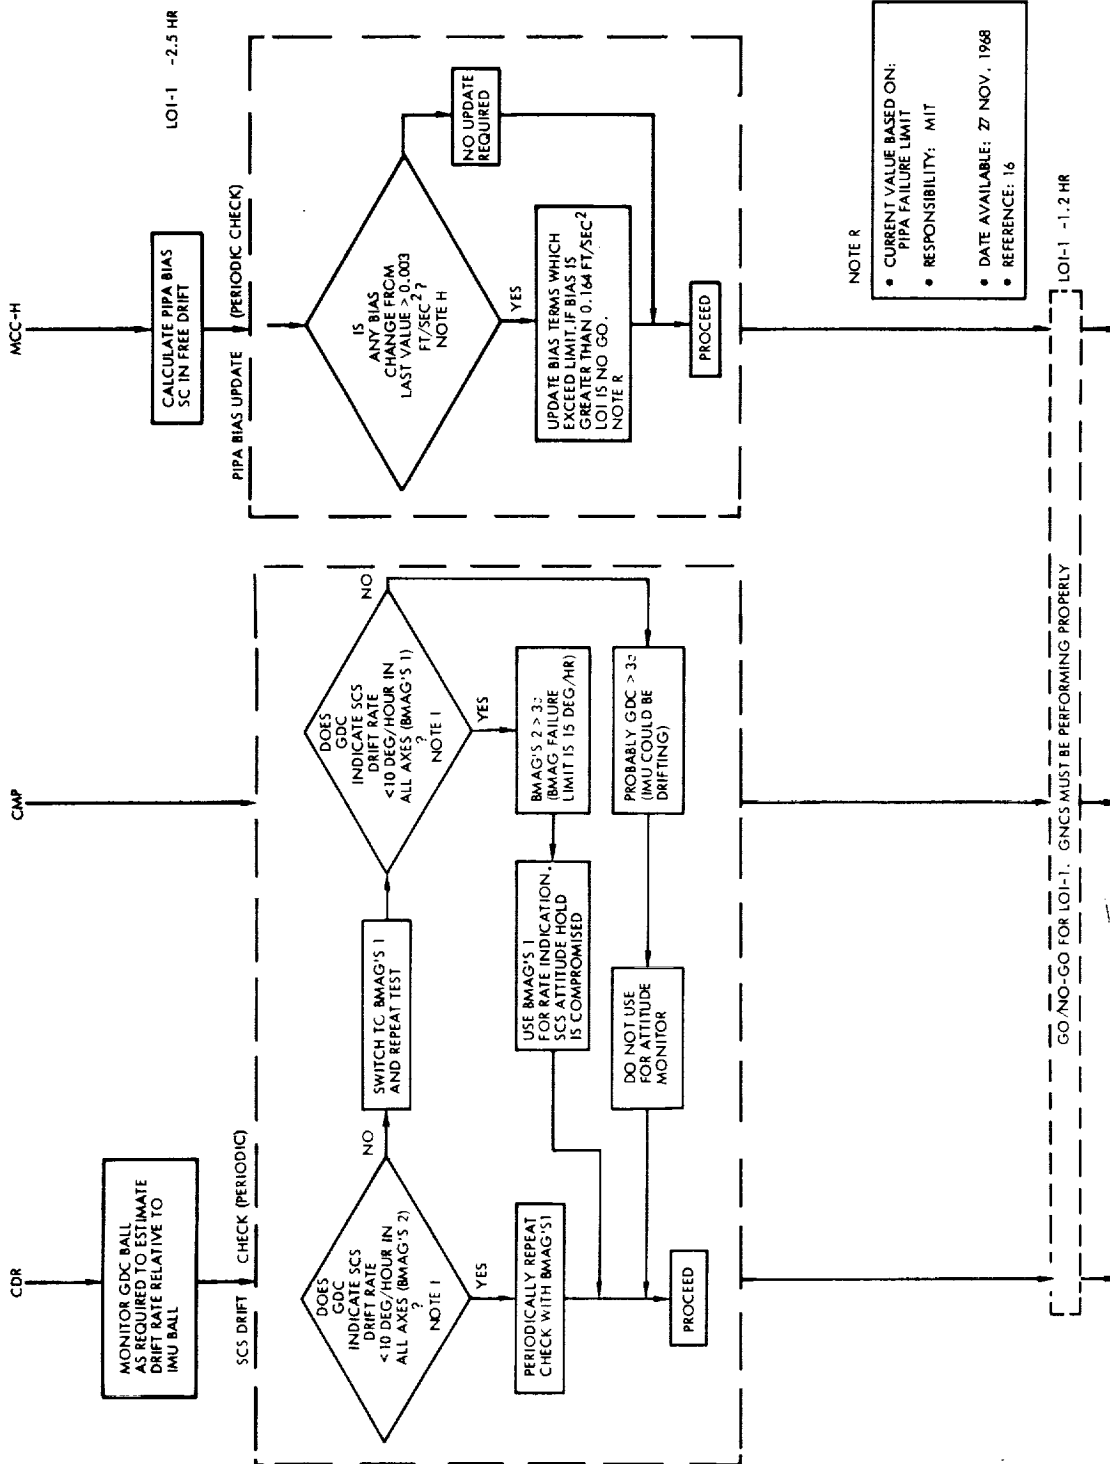 CDR
CMP
MCC-H
LOI-1 -2.5 HR
MONITOR GDC BALL
AS REQUIRED TO ESTIMATE
DRIFT RATE RELATIVE TO
IMU BALL
SCS DRIFT CHECK (PERIODIC)
DOES
GDC
INDICATE SCS
DRIFT RATE
<10 DEG/HOUR IN
ALL AXES (BMAG'S 2)
?
NOTE I
NO
YES
SWITCH TC BMAG'S 1
AND REPEAT TEST
DOES
GDC
INDICATE SCS
DRIFT RATE
<10 DEG/HOUR IN
ALL AXES (BMAG'S 1)
?
NOTE I
NO
YES
PERIODICALLY REPEAT
CHECK WITH BMAG'S1
USE BMAG'S 1
FOR RATE INDICATION.
SCS ATTITUDE HOLD
IS COMPROMISED
BMAG'S 2 > 3σ
(BMAG FAILURE
LIMIT IS 15 DEG/HR)
DO NOT USE
FOR ATTITUDE
MONITOR
PROBABLY GDC > 3σ
(IMU COULD BE
DRIFTING)
PROCEED
CALCULATE PIPA BIAS
SC IN FREE DRIFT
PIPA BIAS UPDATE (PERIODIC CHECK)
IS
ANY BIAS
CHANGE FROM
LAST VALUE > 0.003
FT/SEC² ?
NOTE H
YES
NO UPDATE
REQUIRED
UPDATE BIAS TERMS WHICH
EXCEED LIMIT. IF BIAS IS
GREATER THAN 0.164 FT/SEC²
LOI IS NO GO.
NOTE R
PROCEED
NOTE R
• CURRENT VALUE BASED ON:
PIPA FAILURE LIMIT
• RESPONSIBILITY: MIT
• DATE AVAILABLE: 27 NOV. 1968
• REFERENCE: 16
LOI-1 -1.2 HR
GO/NO-GO FOR LOI-1. GNCS MUST BE PERFORMING PROPERLY